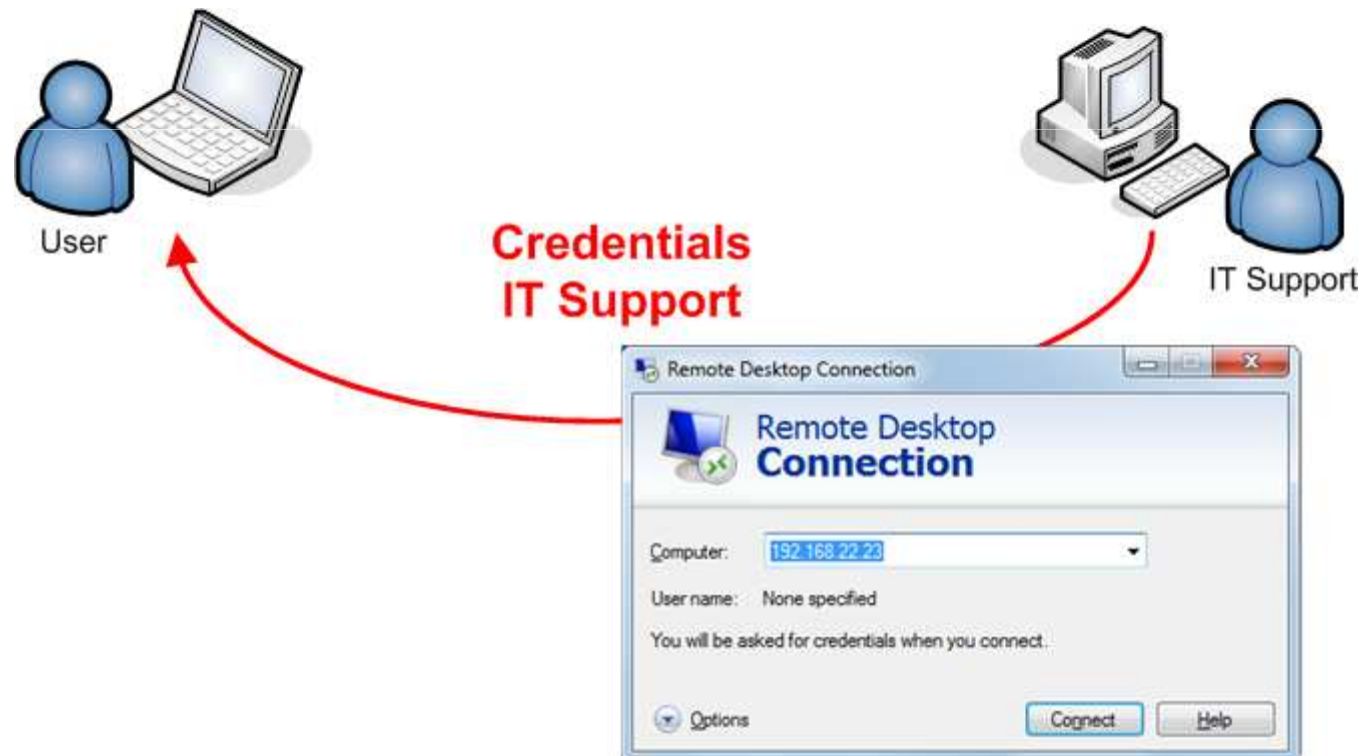 User
Credentials
IT Support
IT Support
Remote Desktop Connection
Remote Desktop
Connection
Computer: 192.168.22.23
User name: None specified
You will be asked for credentials when you connect.
Options Connect Help